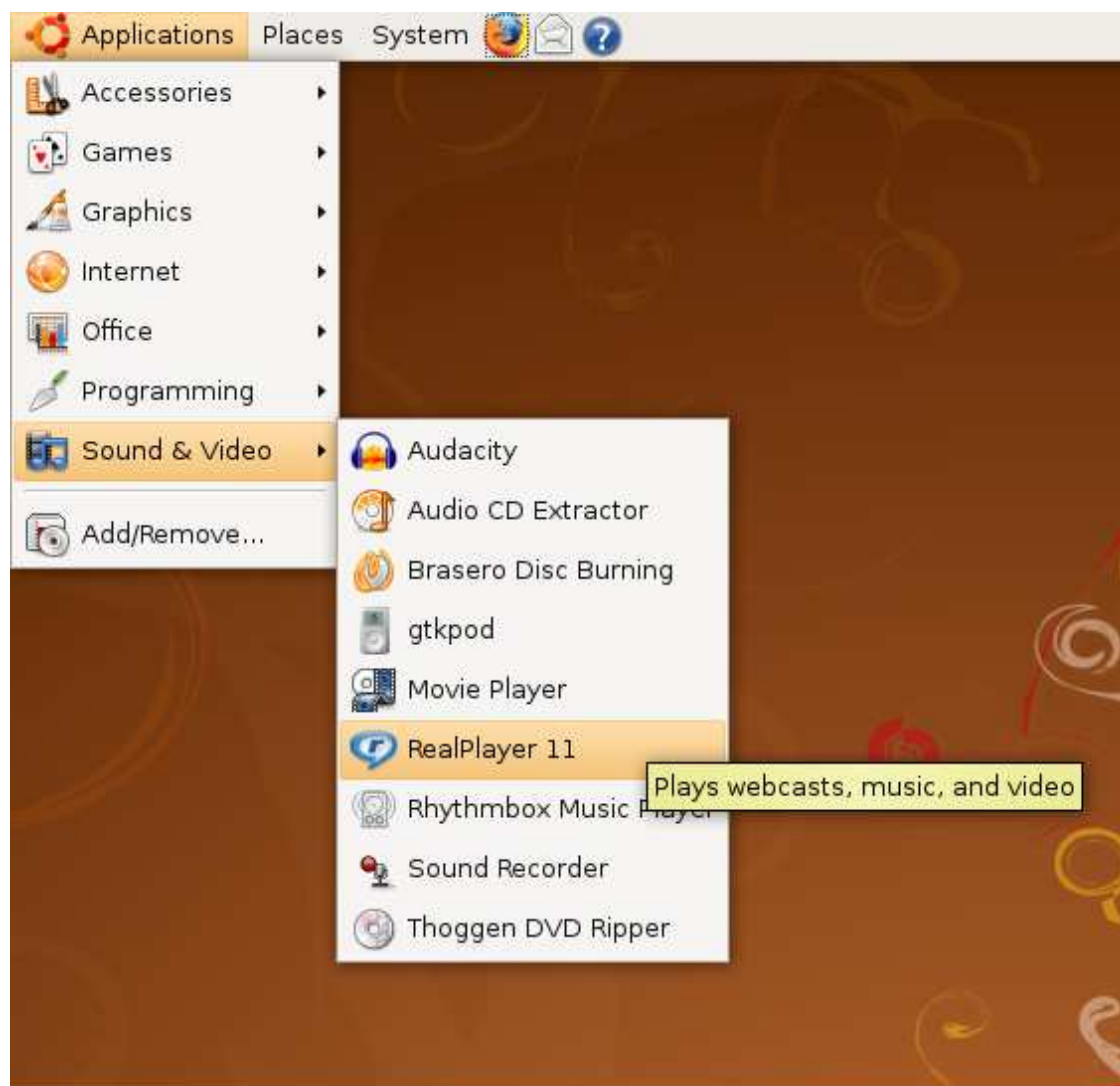 Applications Places System
Accessories
Games
Graphics
Internet
Office
Programming
Sound & Video
Add/Remove...
Audacity
Audio CD Extractor
Brasero Disc Burning
gtkpod
Movie Player
RealPlayer 11
Plays webcasts, music, and video
Rhythmbox Music Player
Sound Recorder
Thoggen DVD Ripper